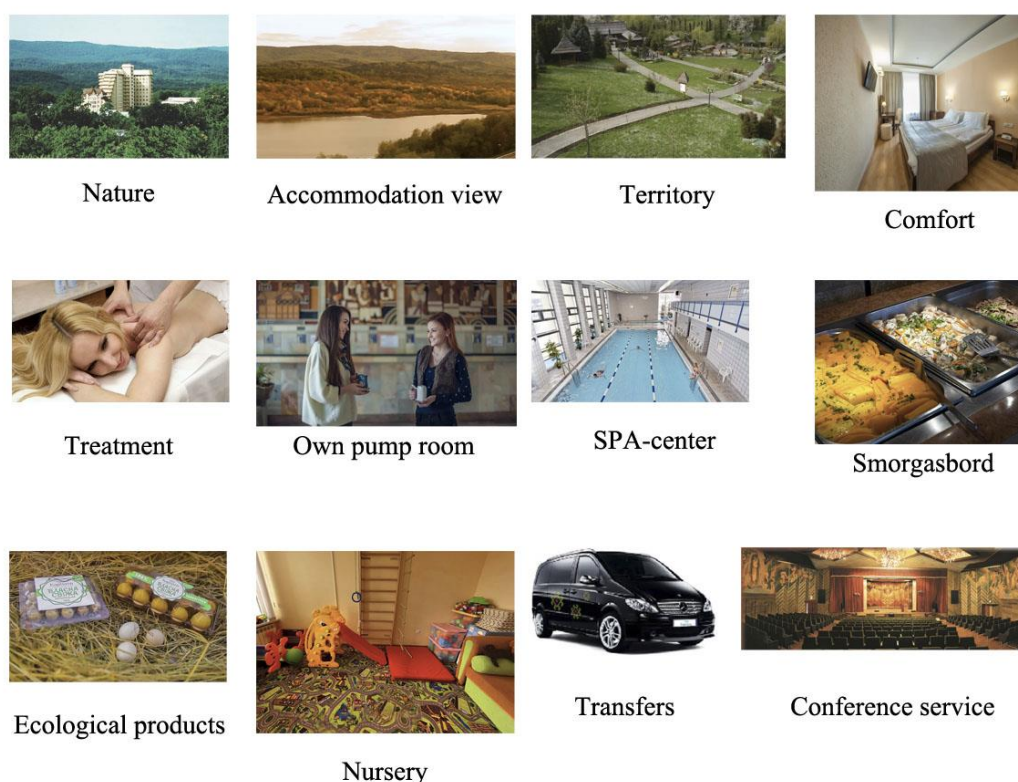 Nature
Accommodation view
Territory
Comfort
Treatment
Own pump room
SPA-center
Smorgasbord
Ecological products
Nursery
Transfers
Conference service